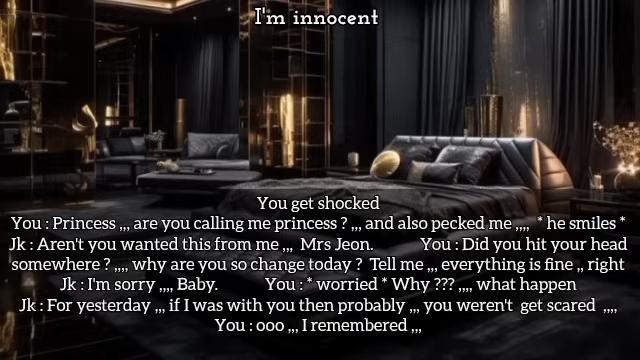 I'm innocent
You get shocked
You : Princess ,,, are you calling me princess ? ,,, and also pecked me ,,,, * he smiles *
Jk : Aren't you wanted this from me ,,, Mrs Jeon. You : Did you hit your head
somewhere ? ,,,, why are you so change today ? Tell me ,,, everything is fine ,, right
Jk : I'm sorry ,,,, Baby. You : * worried * Why ??? ,,,, what happen
Jk : For yesterday ,,, if I was with you then probably ,,, you weren't get scared ,,,,
You : ooo ,,, I remembered ,,,